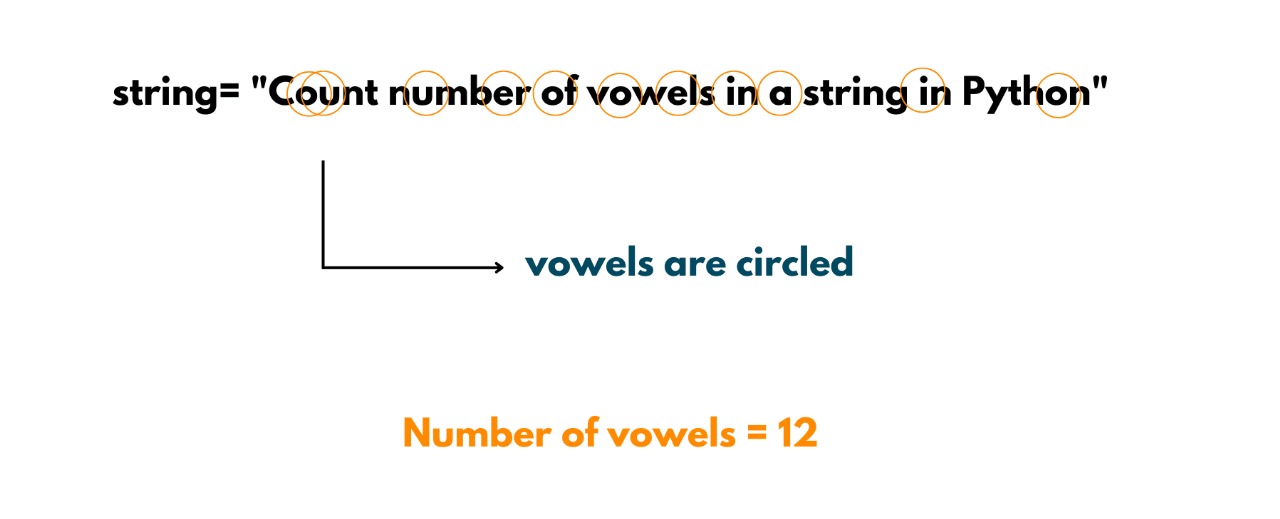 string= "Count number of vowels in a string in Python"
vowels are circled
Number of vowels = 12